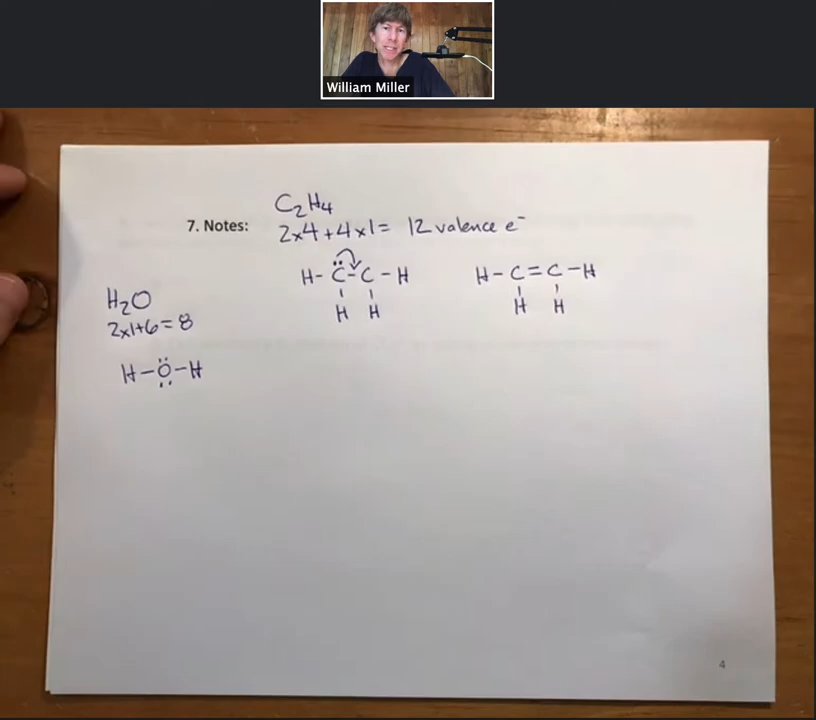 William Miller
C₂H₄
7. Notes: 2x4+4x1= 12 valence e⁻
H-C̈-C-H H-C=C-H
H H H H
H₂O
2x1+6=8
H-Ö-H
4